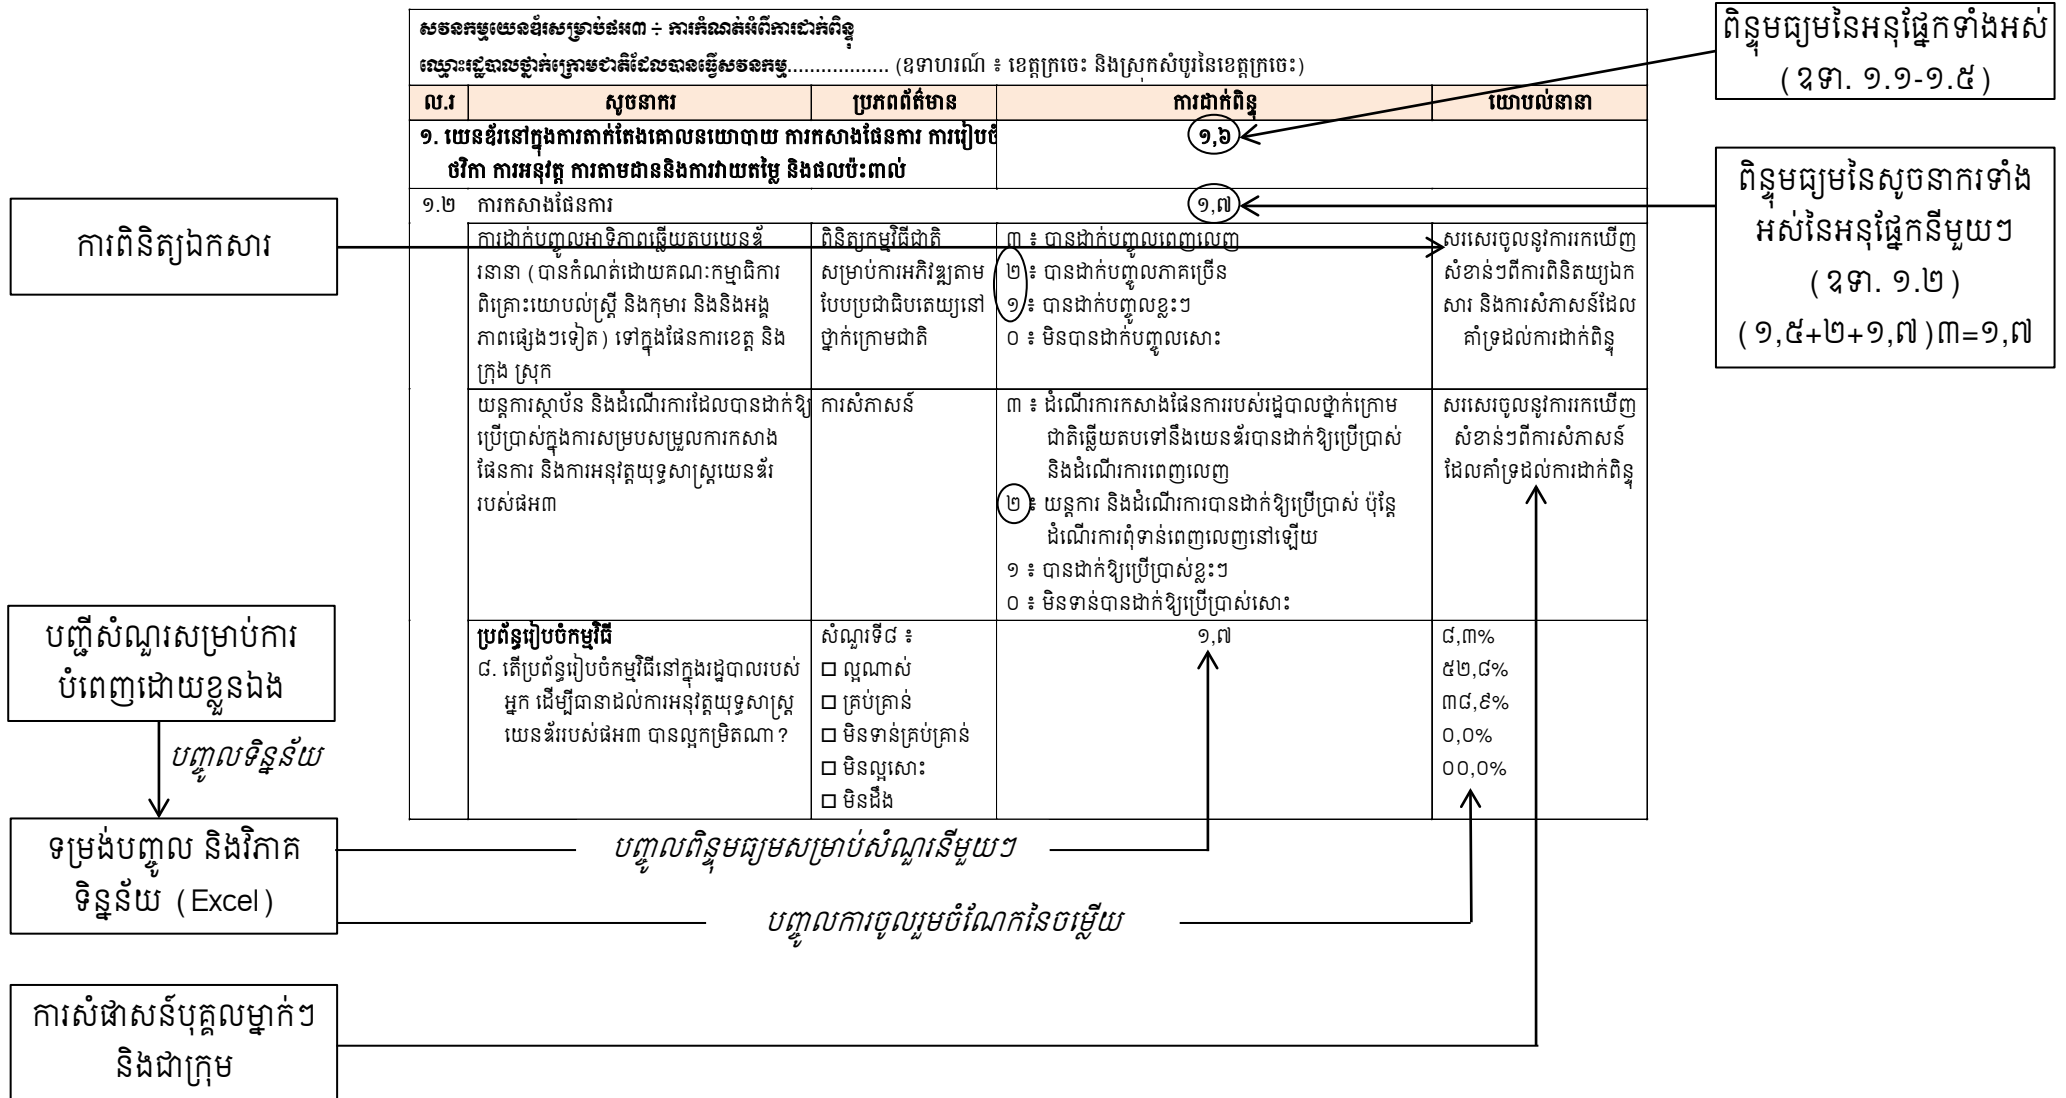 សវនកម្មយេនឌ័រសម្រាប់ផអ៣ ÷ ការកំណត់អំពីការដាក់ពិន្ទុ
ឈ្មោះរដ្ឋបាលថ្នាក់ក្រោមជាតិដែលបានធ្វើសវនកម្ម.................. (ឧទាហរណ៍ ៖ ខេត្តក្រចេះ និងស្រុកសំបូរនៃខេត្តក្រចេះ)
ល.រ សូចនាករ ប្រភពព័ត៌មាន ការដាក់ពិន្ទុ យោបល់នានា
១. យេនឌ័រនៅក្នុងការតាក់តែងគោលនយោបាយ ការកសាងផែនការ ការរៀបចំ
ថវិកា ការអនុវត្ត ការតាមដាននិងការវាយតម្លៃ និងផលប៉ះពាល់
១,៦
១.២ ការកសាងផែនការ ១,៧
ការដាក់បញ្ចូលអាទិភាពឆ្លើយតបយេនឌ័
រនានា (បានកំណត់ដោយគណៈកម្មាធិការ
ពិគ្រោះយោបល់ស្ត្រី និងកុមារ និងនិងអង្គ
ភាពផ្សេងៗទៀត) ទៅក្នុងផែនការខេត្ត និង
ក្រុង ស្រុក
ពិនិត្យកម្មវិធីជាតិ
សម្រាប់ការអភិវឌ្ឍតាម
បែបប្រជាធិបតេយ្យនៅ
ថ្នាក់ក្រោមជាតិ
៣ ៖ បានដាក់បញ្ចូលពេញលេញ
២ ៖ បានដាក់បញ្ចូលភាគច្រើន
១ ៖ បានដាក់បញ្ចូលខ្លះៗ
០ ៖ មិនបានដាក់បញ្ចូលសោះ
សរសេរចូលនូវការរកឃើញ
សំខាន់ៗពីការពិនិតយ្យឯក
សារ និងការសំភាសន៍ដែល
គាំទ្រដល់ការដាក់ពិន្ទុ
យន្តការស្ថាប័ន និងដំណើរការដែលបានដាក់ឱ្យ
ប្រើប្រាស់ក្នុងការសម្របសម្រួលការកសាង
ផែនការ និងការអនុវត្តយុទ្ធសាស្ត្រយេនឌ័រ
របស់ផអ៣
ការសំភាសន៍
៣ ៖ ដំណើរការកសាងផែនការរបស់រដ្ឋបាលថ្នាក់ក្រោម
ជាតិឆ្លើយតបទៅនឹងយេនឌ័របានដាក់ឱ្យប្រើប្រាស់
និងដំណើរការពេញលេញ
២ ៖ យន្តការ និងដំណើរការបានដាក់ឱ្យប្រើប្រាស់ ប៉ុន្តែ
ដំណើរការពុំទាន់ពេញលេញនៅឡើយ
១ ៖ បានដាក់ឱ្យប្រើប្រាស់ខ្លះៗ
០ ៖ មិនទាន់បានដាក់ឱ្យប្រើប្រាស់សោះ
សរសេរចូលនូវការរកឃើញ
សំខាន់ៗពីការសំភាសន៍
ដែលគាំទ្រដល់ការដាក់ពិន្ទុ
ប្រព័ន្ធរៀបចំកម្មវិធី
៨. តើប្រព័ន្ធរៀបចំកម្មវិធីនៅក្នុងរដ្ឋបាលរបស់
អ្នក ដើម្បីធានាដល់ការអនុវត្តយុទ្ធសាស្ត្រ
យេនឌ័ររបស់ផអ៣ បានល្អកម្រិតណា?
សំណួរទី៨ ៖
□ ល្អណាស់
□ គ្រប់គ្រាន់
□ មិនទាន់គ្រប់គ្រាន់
□ មិនល្អសោះ
□ មិនដឹង
១,៧
៨,៣%
៥២,៨%
៣៨,៩%
០,០%
០០,០%
ពិន្ទុមធ្យមនៃអនុផ្នែកទាំងអស់
(ឧទា. ១.១-១.៥)
ពិន្ទុមធ្យមនៃសូចនាករទាំង
អស់នៃអនុផ្នែកនីមួយៗ
(ឧទា. ១.២)
(១,៥+២+១,៧)៣=១,៧
ការពិនិត្យឯកសារ
បញ្ជីសំណួរសម្រាប់ការ
បំពេញដោយខ្លួនឯង
បញ្ចូលទិន្នន័យ
ទម្រង់បញ្ចូល និងវិភាគ
ទិន្នន័យ (Excel)
បញ្ចូលពិន្ទុមធ្យមសម្រាប់សំណួរនីមួយៗ
បញ្ចូលការចូលរួមចំណែកនៃចម្លើយ
ការសំផាសន៍បុគ្គលម្នាក់ៗ
និងជាក្រុម